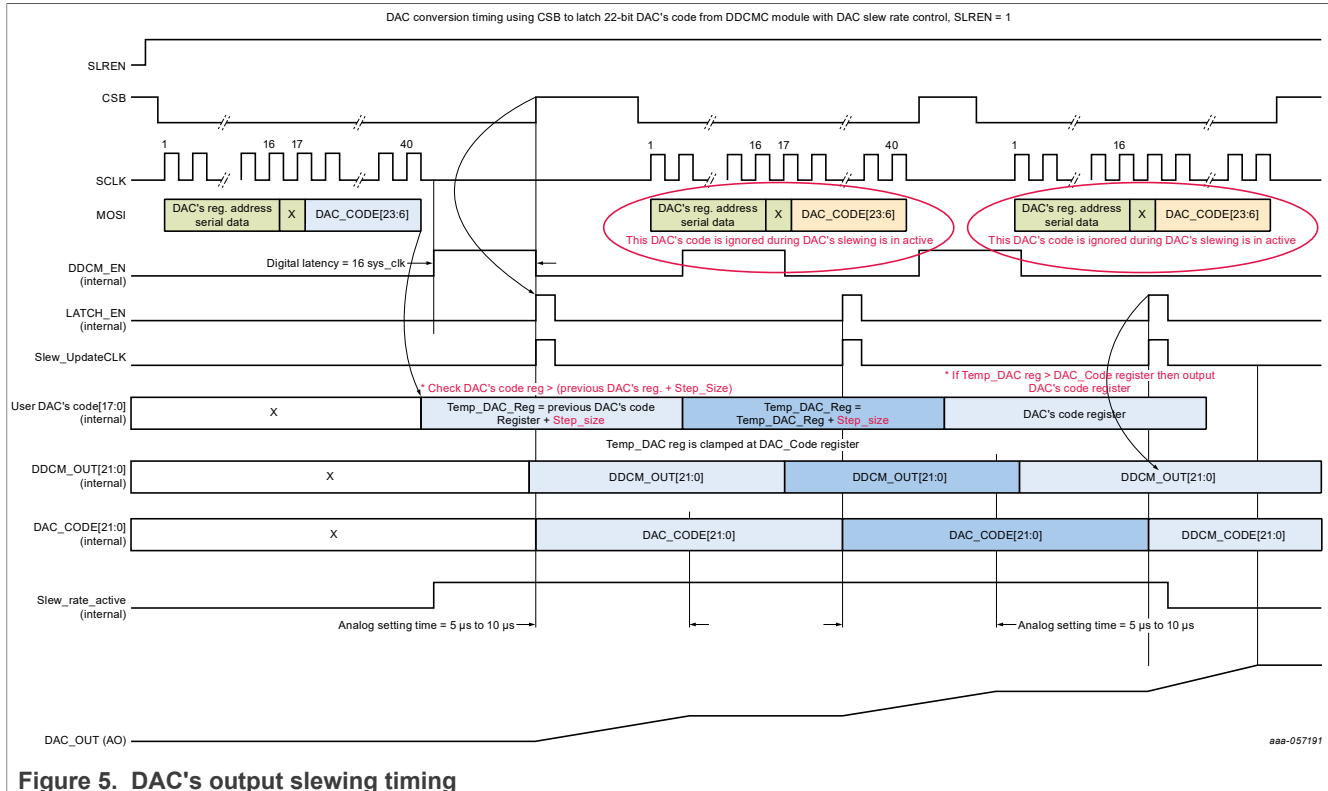 DAC conversion timing using CSB to latch 22-bit DAC's code from DDCMC module with DAC slew rate control, SLREN = 1
SLREN
CSB
1 16 17 40 1 16 17 40 1 16
SCLK
MOSI
DAC's reg. address
serial data
X
DAC_CODE[23:6]
DAC's reg. address
serial data
X
DAC_CODE[23:6]
This DAC's code is ignored during DAC's slewing is in active
DAC's reg. address
serial data
X
DAC_CODE[23:6]
This DAC's code is ignored during DAC's slewing is in active
DDCM_EN
(internal)
Digital latency = 16 sys_clk
LATCH_EN
(internal)
Slew_UpdateCLK
* Check DAC's code reg > (previous DAC's reg. + Step_Size)
* If Temp_DAC reg > DAC_Code register then output
DAC's code register
User DAC's code[17:0]
X
Temp_DAC_Reg = previous DAC's code
Register + Step_size
Temp_DAC_Reg =
Temp_DAC_Reg + Step_size
DAC's code register
Temp_DAC reg is clamped at DAC_Code register
DDCM_OUT[21:0]
(internal)
X
DDCM_OUT[21:0]
DDCM_OUT[21:0]
DDCM_OUT[21:0]
DAC_CODE[21:0]
(internal)
X
DAC_CODE[21:0]
DAC_CODE[21:0]
DDCM_CODE[21:0]
Slew_rate_active
(internal)
Analog setting time = 5 µs to 10 µs
Analog setting time = 5 µs to 10 µs
DAC_OUT (AO)
aaa-057191
Figure 5. DAC's output slewing timing